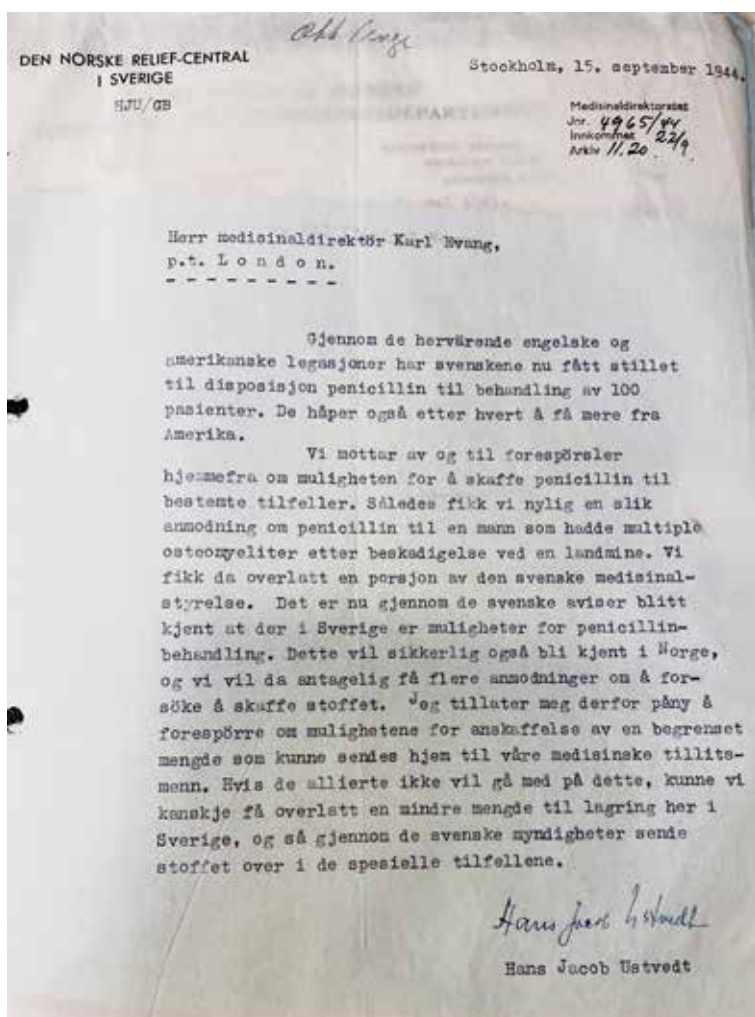 DEN NORSKE RELIEF-CENTRAL
I SVERIGE
HJU/GB
Stockholm, 15. september 1944.
Medisinaldirektoratet
Jnr. 4965/44
Innkommet 22/9
Arkiv 11.20
Herr medisinaldirektör Karl Evang,
p.t. L o n d o n.
- - - - - - - - -
Gjennom de hervärende engelske og
amerikanske legasjoner har svenskene nu fått stillet
til disposisjon penicillin til behandling av 100
pasienter. De håper også etter hvert å få mere fra
Amerika.
Vi mottar av og til forespörsler
hjemmefra om muligheten for å skaffe penicillin til
bestemte tilfeller. Således fikk vi nylig en slik
anmodning om penicillin til en mann som hadde multiple
osteomyeliter etter beskadigelse ved en landmine. Vi
fikk da overlatt en porsjon av den svenske medisinal-
styrelse. Det er nu gjennom de svenske aviser blitt
kjent at der i Sverige er muligheter for penicillin-
behandling. Dette vil sikkerlig også bli kjent i Norge,
og vi vil da antagelig få flere anmodninger om å for-
söke å skaffe stoffet. Jeg tillater meg derfor påny å
forespörre om mulighetene for anskaffelse av en begrenset
mengde som kunne sendes hjem til våre medisinske tillits-
menn. Hvis de allierte ikke vil gå med på dette, kunne vi
kanskje få overlatt en mindre mengde til lagring her i
Sverige, og så gjennom de svenske myndigheter sende
stoffet over i de spesielle tilfellene.
Hans Jacob Ustvedt
Hans Jacob Ustvedt